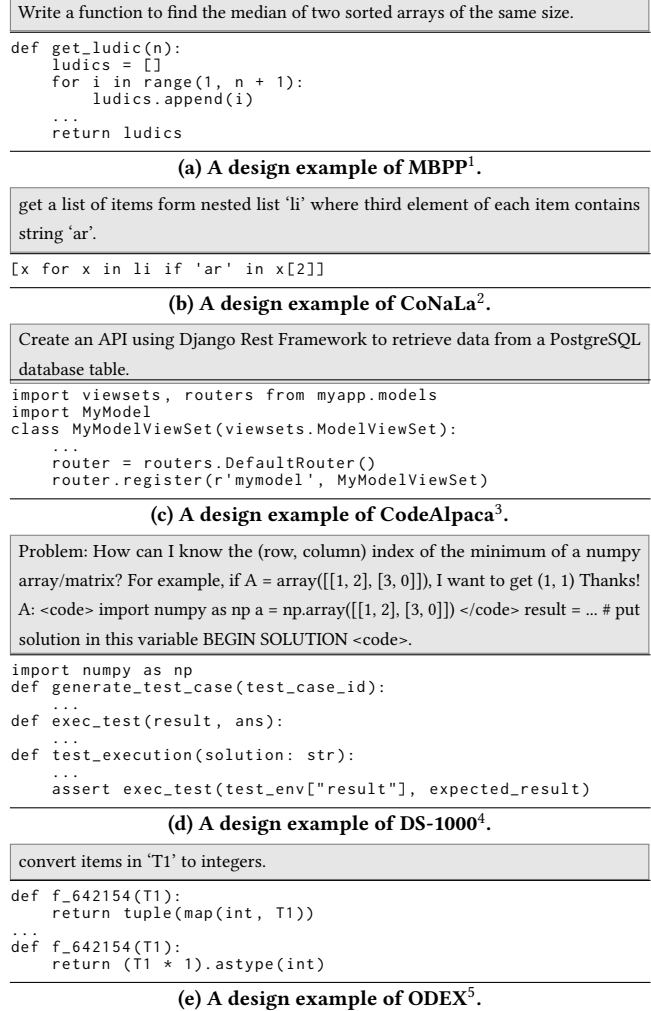 Write a function to find the median of two sorted arrays of the same size.
def get_ludic(n):
    ludics = []
    for i in range(1, n + 1):
        ludics.append(i)
    ...
    return ludics
(a) A design example of MBPP¹.
get a list of items form nested list ‘li’ where third element of each item contains
string ‘ar’.
[x for x in li if 'ar' in x[2]]
(b) A design example of CoNaLa².
Create an API using Django Rest Framework to retrieve data from a PostgreSQL
database table.
import viewsets, routers from myapp.models
import MyModel
class MyModelViewSet(viewsets.ModelViewSet):
    ...
    router = routers.DefaultRouter()
    router.register(r'mymodel', MyModelViewSet)
(c) A design example of CodeAlpaca³.
Problem: How can I know the (row, column) index of the minimum of a numpy
array/matrix? For example, if A = array([[1, 2], [3, 0]]), I want to get (1, 1) Thanks!
A: <code> import numpy as np a = np.array([[1, 2], [3, 0]]) </code> result = ... # put
solution in this variable BEGIN SOLUTION <code>.
import numpy as np
def generate_test_case(test_case_id):
    ...
def exec_test(result, ans):
    ...
def test_execution(solution: str):
    ...
    assert exec_test(test_env["result"], expected_result)
(d) A design example of DS-1000⁴.
convert items in ‘T1’ to integers.
def f_642154(T1):
    return tuple(map(int, T1))
...
def f_642154(T1):
    return (T1 * 1).astype(int)
(e) A design example of ODEX⁵.